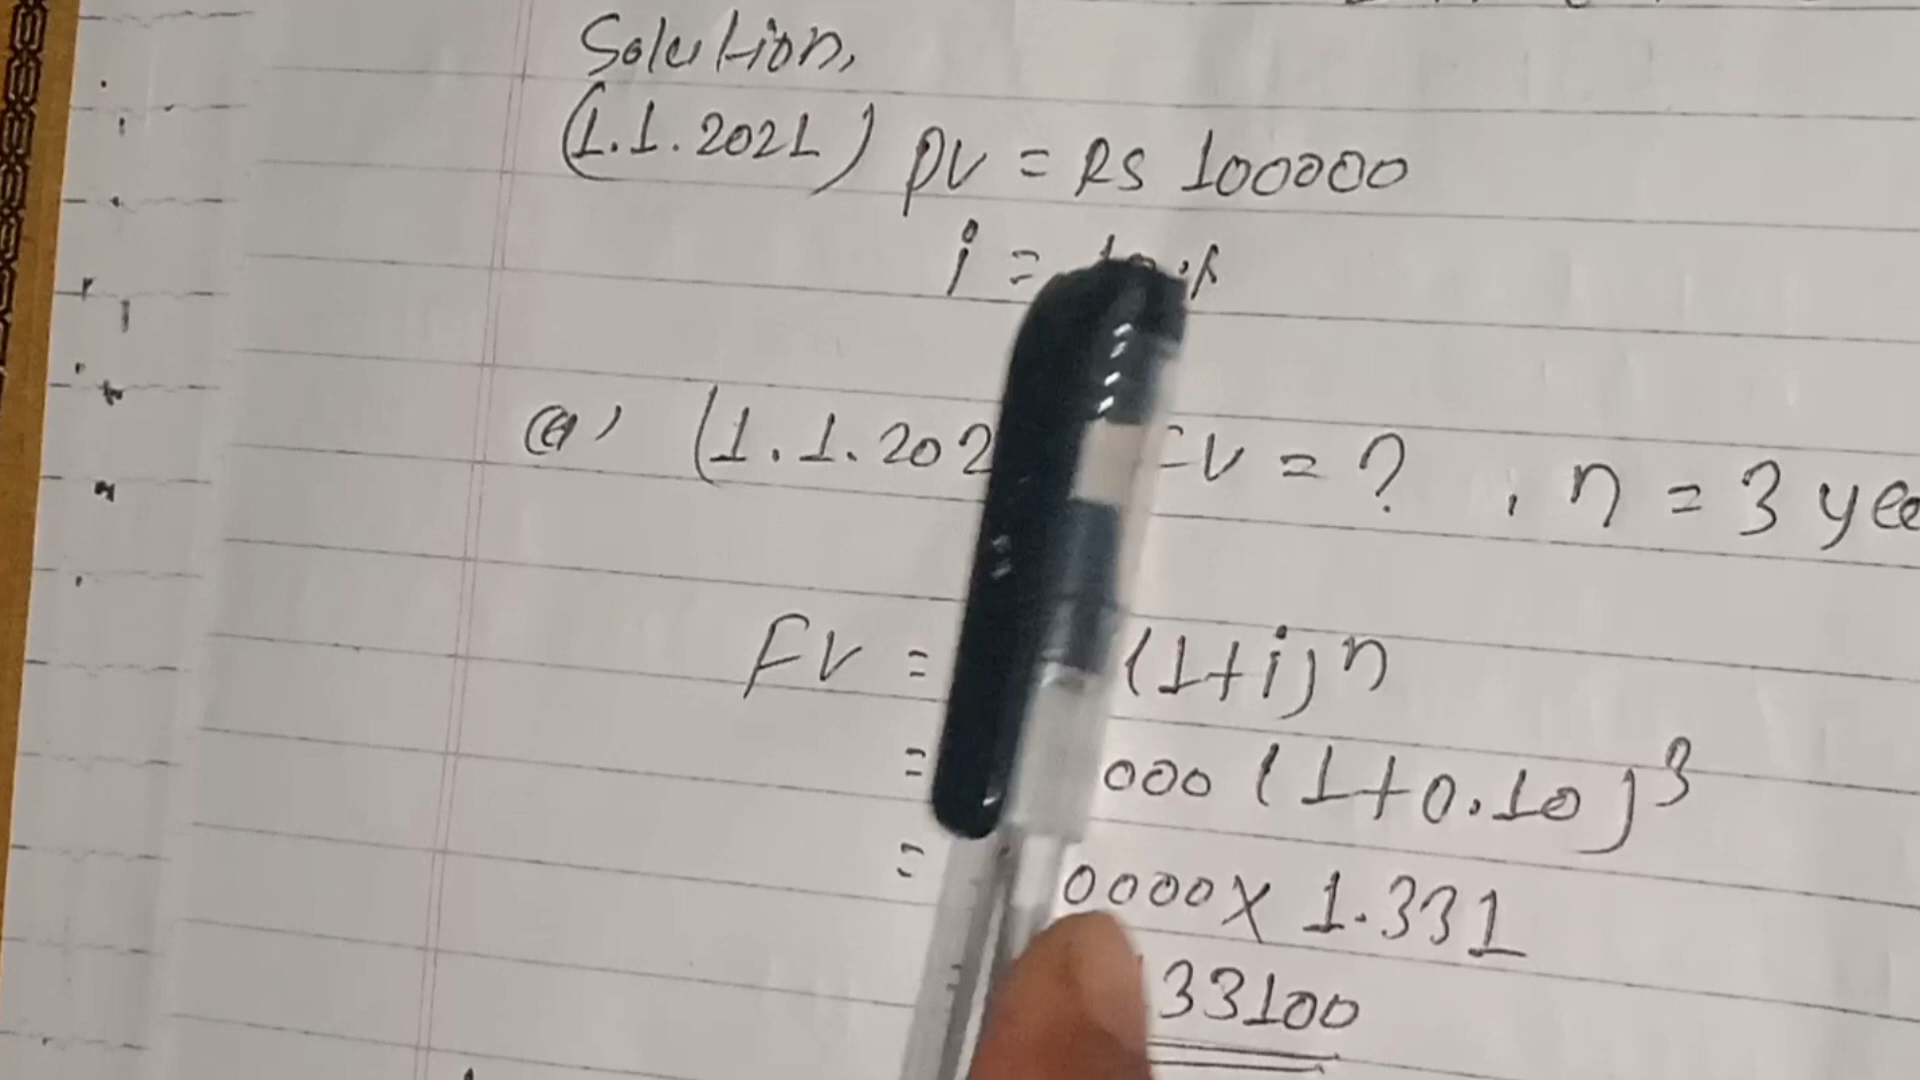 Solution,
(1.1.2021) PV = RS 100000
i = 10%
(a) (1.1.202 FV = ? , n = 3
FV = (1+i)n
= 000 (1+0.10)3
= 0000 X 1.331
33100